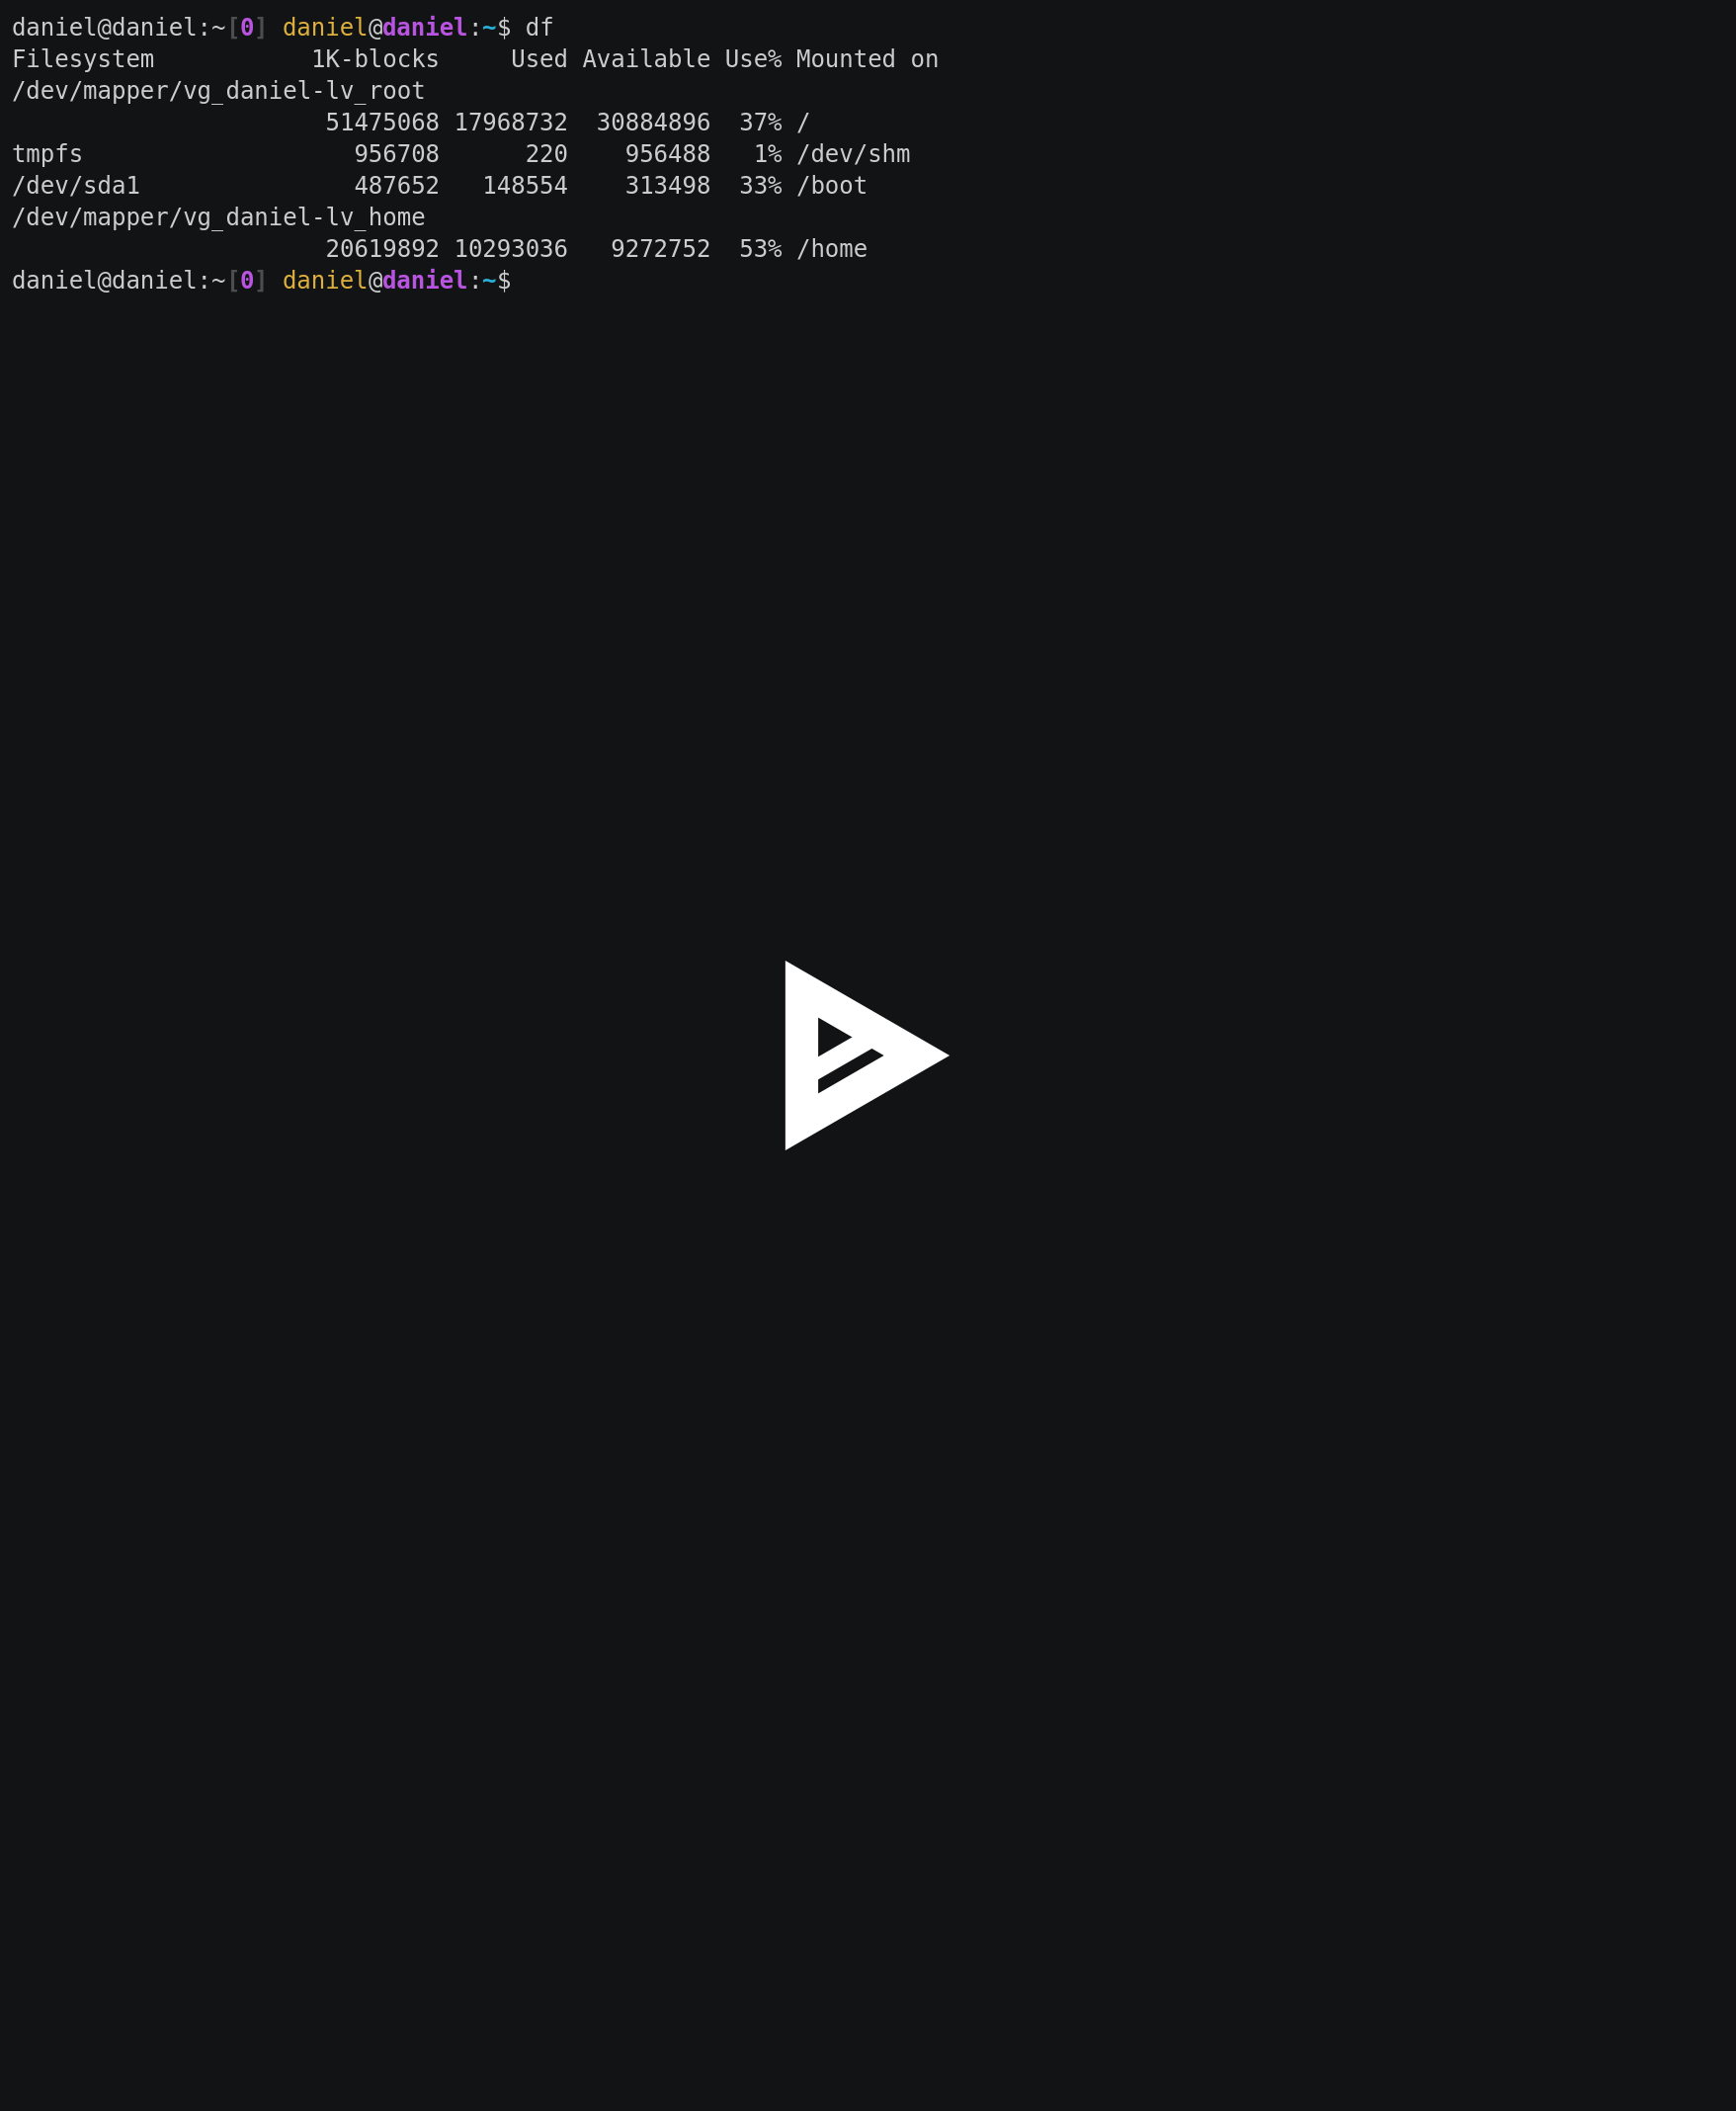 daniel@daniel:~[0] daniel@daniel:~$ df
Filesystem           1K-blocks     Used Available Use% Mounted on
/dev/mapper/vg_daniel-lv_root
                      51475068 17968732  30884896  37% /
tmpfs                   956708      220    956488   1% /dev/shm
/dev/sda1               487652   148554    313498  33% /boot
/dev/mapper/vg_daniel-lv_home
                      20619892 10293036   9272752  53% /home
daniel@daniel:~[0] daniel@daniel:~$